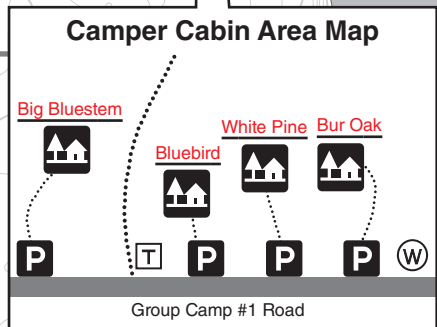 Camper Cabin Area Map
Big Bluestem
White Pine
Bur Oak
Bluebird
P
T
P
P
P
W
Group Camp #1 Road